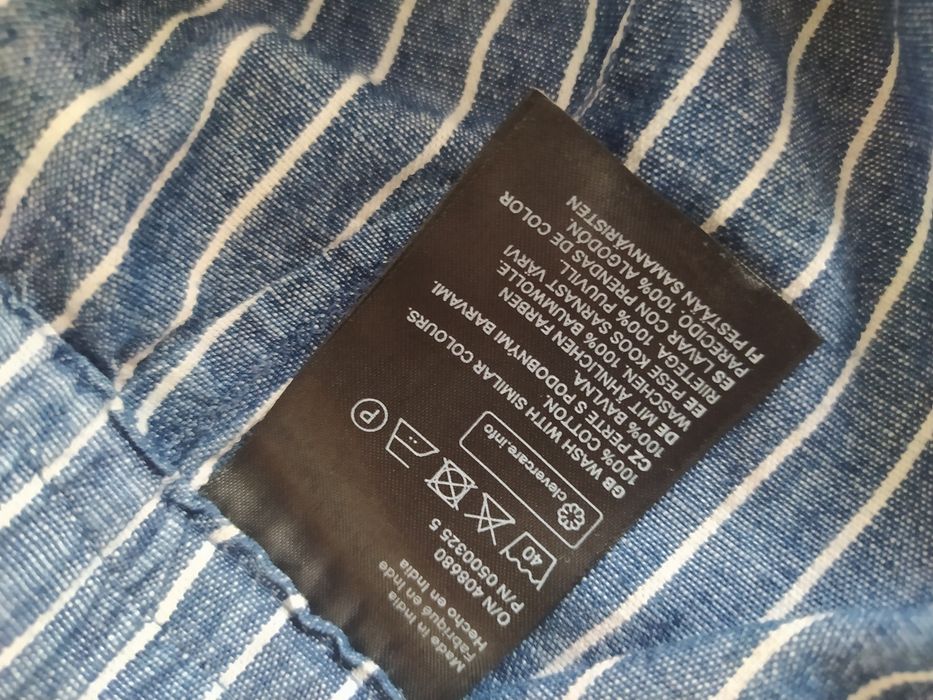 Made in India
Fabriqué en Inde
Hecho en India
O/N 408680
P/N 0500325 5
40
P
clevercare.info
GB WASH WITH SIMILAR COLOURS.
100% COTTON.
CZ PERTE S PODOBNÝMI BARVAMI.
100% BAVLNA
DE MIT ÄHNLICHEN FARBEN
WASCHEN. 100% BAUMWOLLE
EE PESE KOOS SARNAST VÄRVI
RIIETEGA 100% PUUVILL.
ES LAVAR CON PRENDAS DE COLOR
PARECIDO 100% ALGODÓN.
FI PESTÄÄN SAMANVÄRISTEN